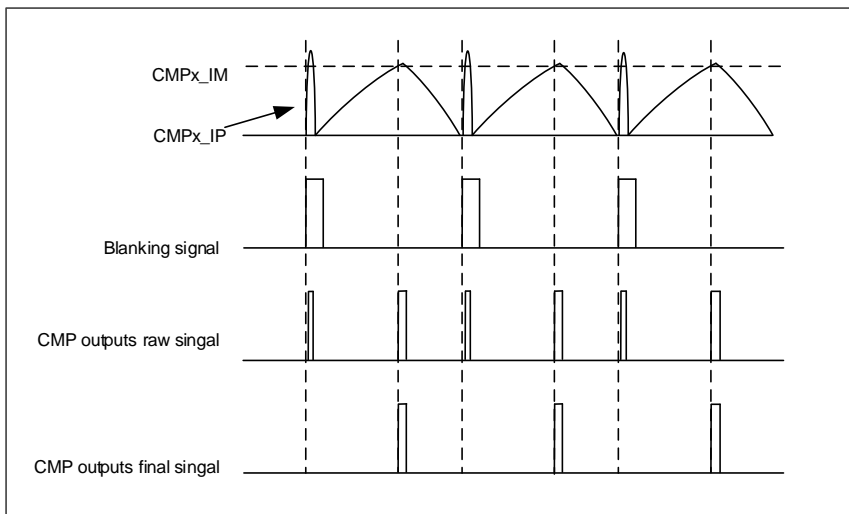 CMPx_IM
CMPx_IP
Blanking signal
CMP outputs raw singal
CMP outputs final singal